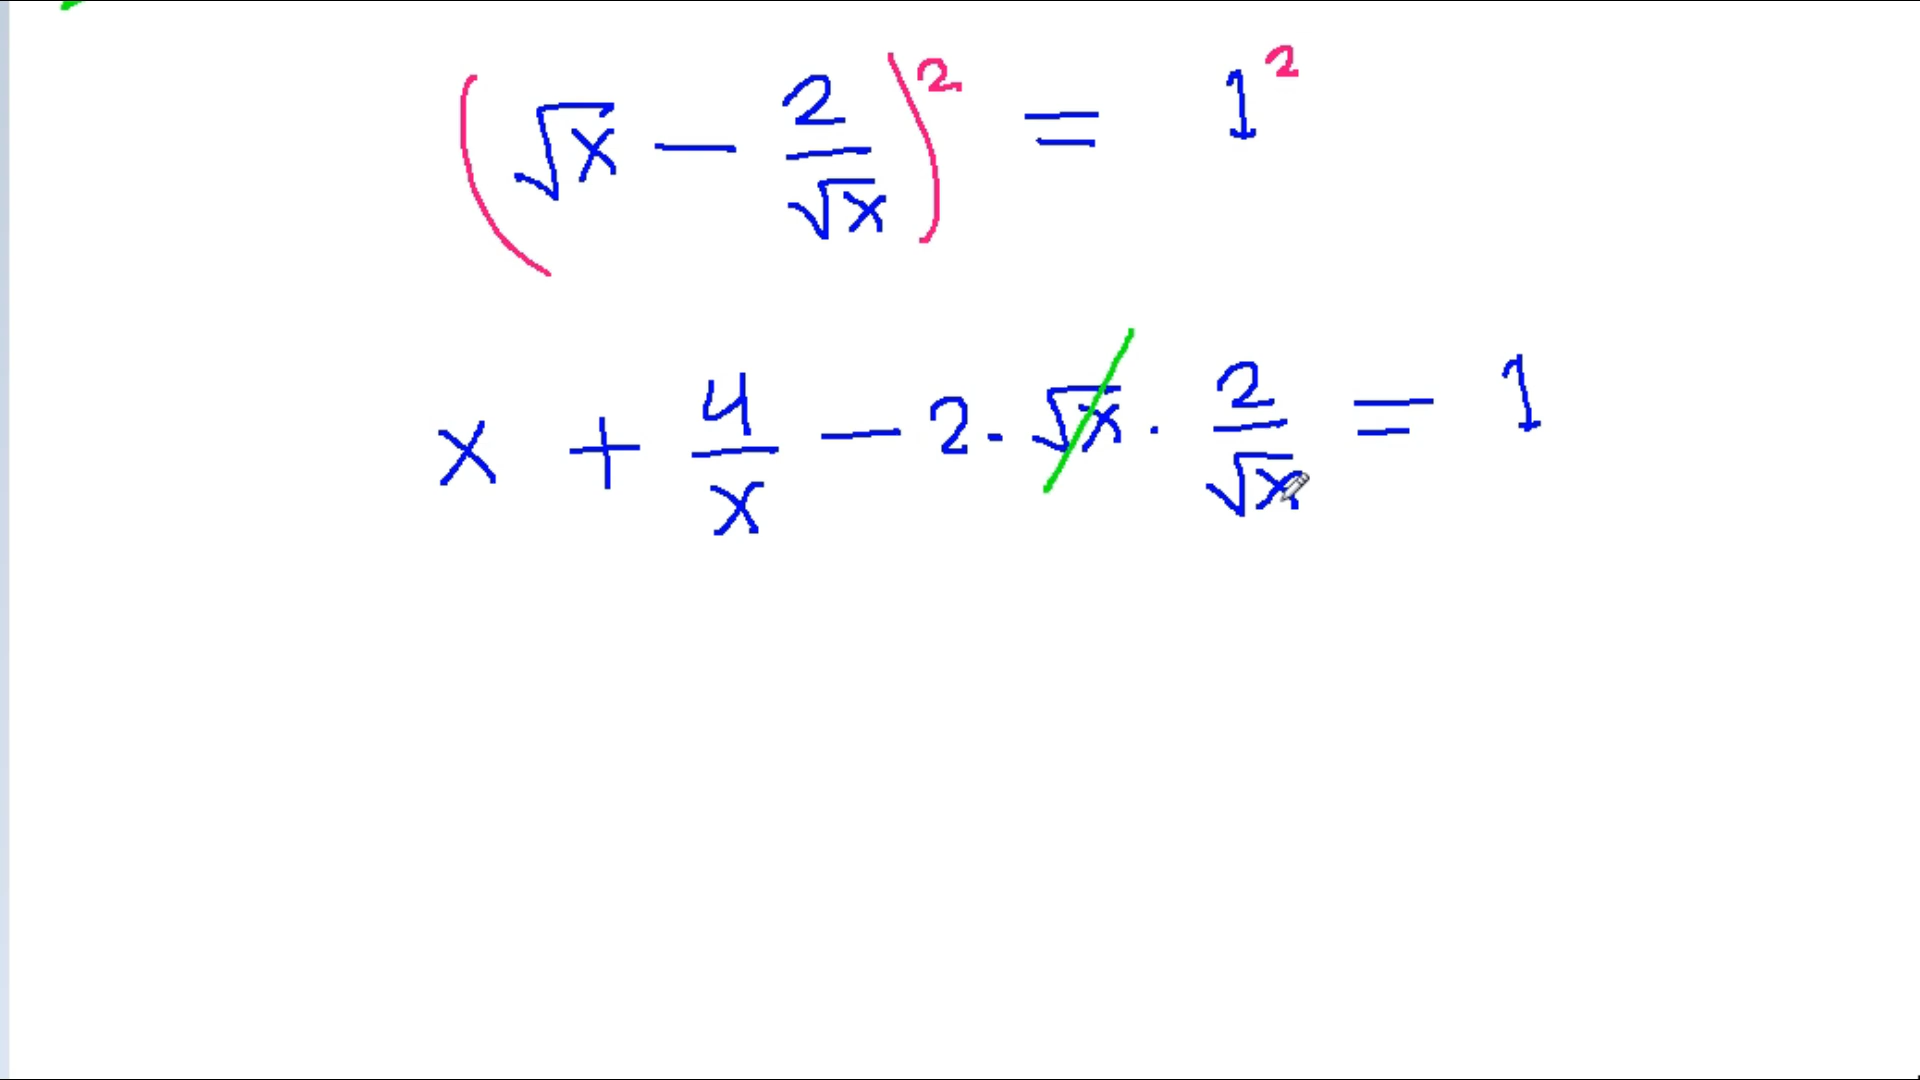 (√x − 2/√x)² = 1²
x + 4/x − 2 · √x · 2/√x = 1